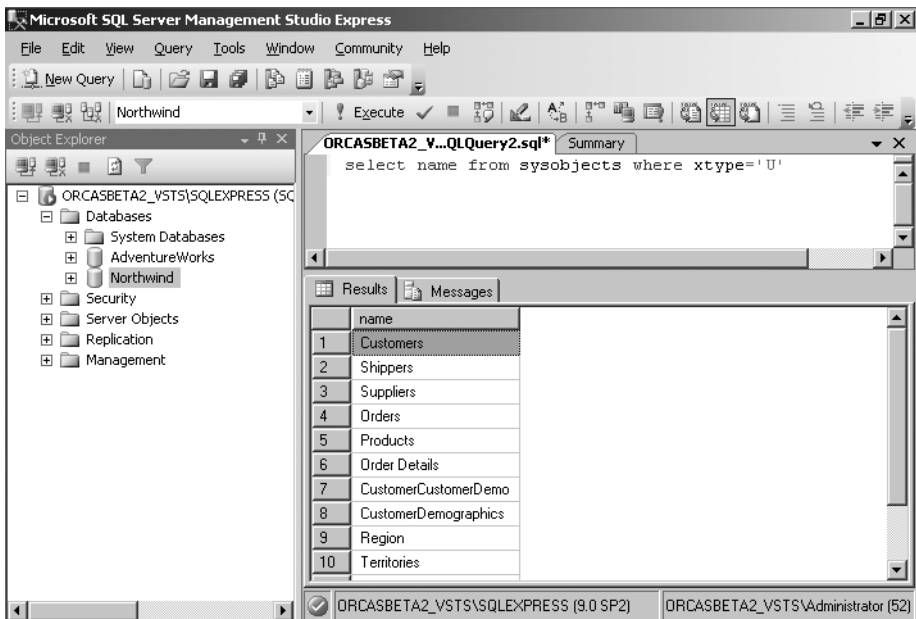 Microsoft SQL Server Management Studio Express
File Edit View Query Tools Window Community Help
New Query
Northwind Execute
Object Explorer
ORCASBETA2_VSTS\SQLEXPRESS (SQ
Databases
System Databases
AdventureWorks
Northwind
Security
Server Objects
Replication
Management
ORCASBETA2_V...QLQuery2.sql* Summary
select name from sysobjects where xtype='U'
Results Messages
name
1 Customers
2 Shippers
3 Suppliers
4 Orders
5 Products
6 Order Details
7 CustomerCustomerDemo
8 CustomerDemographics
9 Region
10 Territories
ORCASBETA2_VSTS\SQLEXPRESS (9.0 SP2) ORCASBETA2_VSTS\Administrator (52)